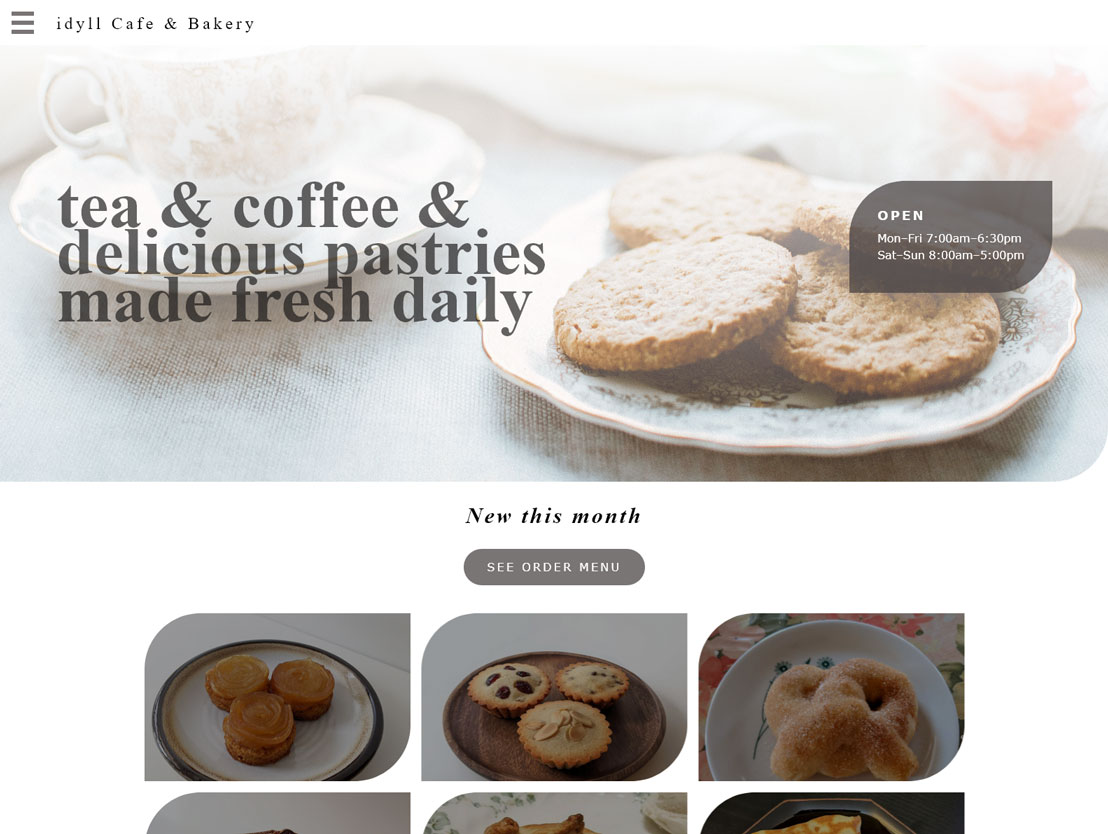 idyll Cafe & Bakery
tea & coffee &
delicious pastries
made fresh daily
OPEN
Mon–Fri 7:00am–6:30pm
Sat–Sun 8:00am–5:00pm
New this month
SEE ORDER MENU